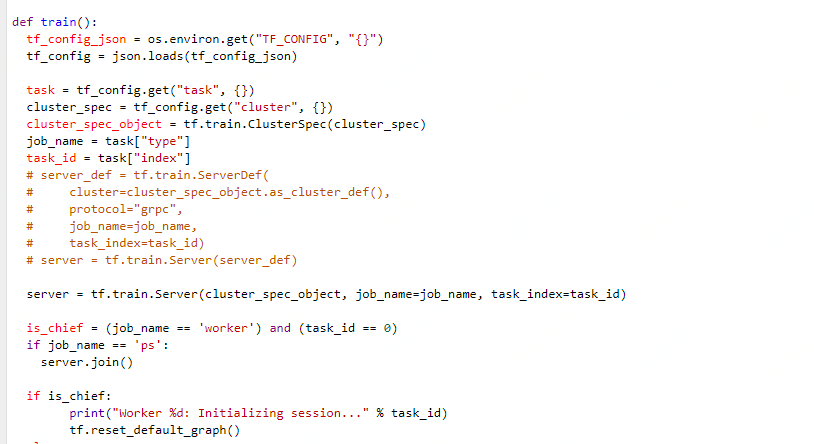 def train():
  tf_config_json = os.environ.get("TF_CONFIG", "{}")
  tf_config = json.loads(tf_config_json)

  task = tf_config.get("task", {})
  cluster_spec = tf_config.get("cluster", {})
  cluster_spec_object = tf.train.ClusterSpec(cluster_spec)
  job_name = task["type"]
  task_id = task["index"]
  # server_def = tf.train.ServerDef(
  #     cluster=cluster_spec_object.as_cluster_def(),
  #     protocol="grpc",
  #     job_name=job_name,
  #     task_index=task_id)
  # server = tf.train.Server(server_def)

  server = tf.train.Server(cluster_spec_object, job_name=job_name, task_index=task_id)

  is_chief = (job_name == 'worker') and (task_id == 0)
  if job_name == 'ps':
    server.join()

  if is_chief:
        print("Worker %d: Initializing session..." % task_id)
        tf.reset_default_graph()